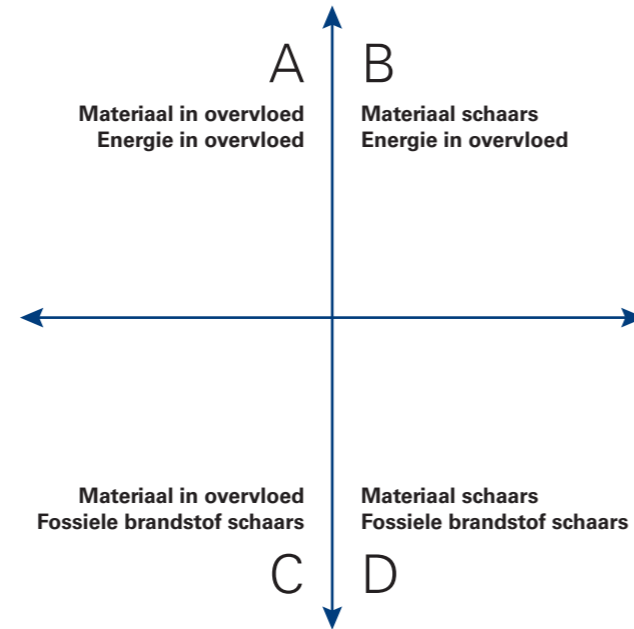 A
Materiaal in overvloed
Energie in overvloed
B
Materiaal schaars
Energie in overvloed
Materiaal in overvloed
Fossiele brandstof schaars
C
Materiaal schaars
Fossiele brandstof schaars
D